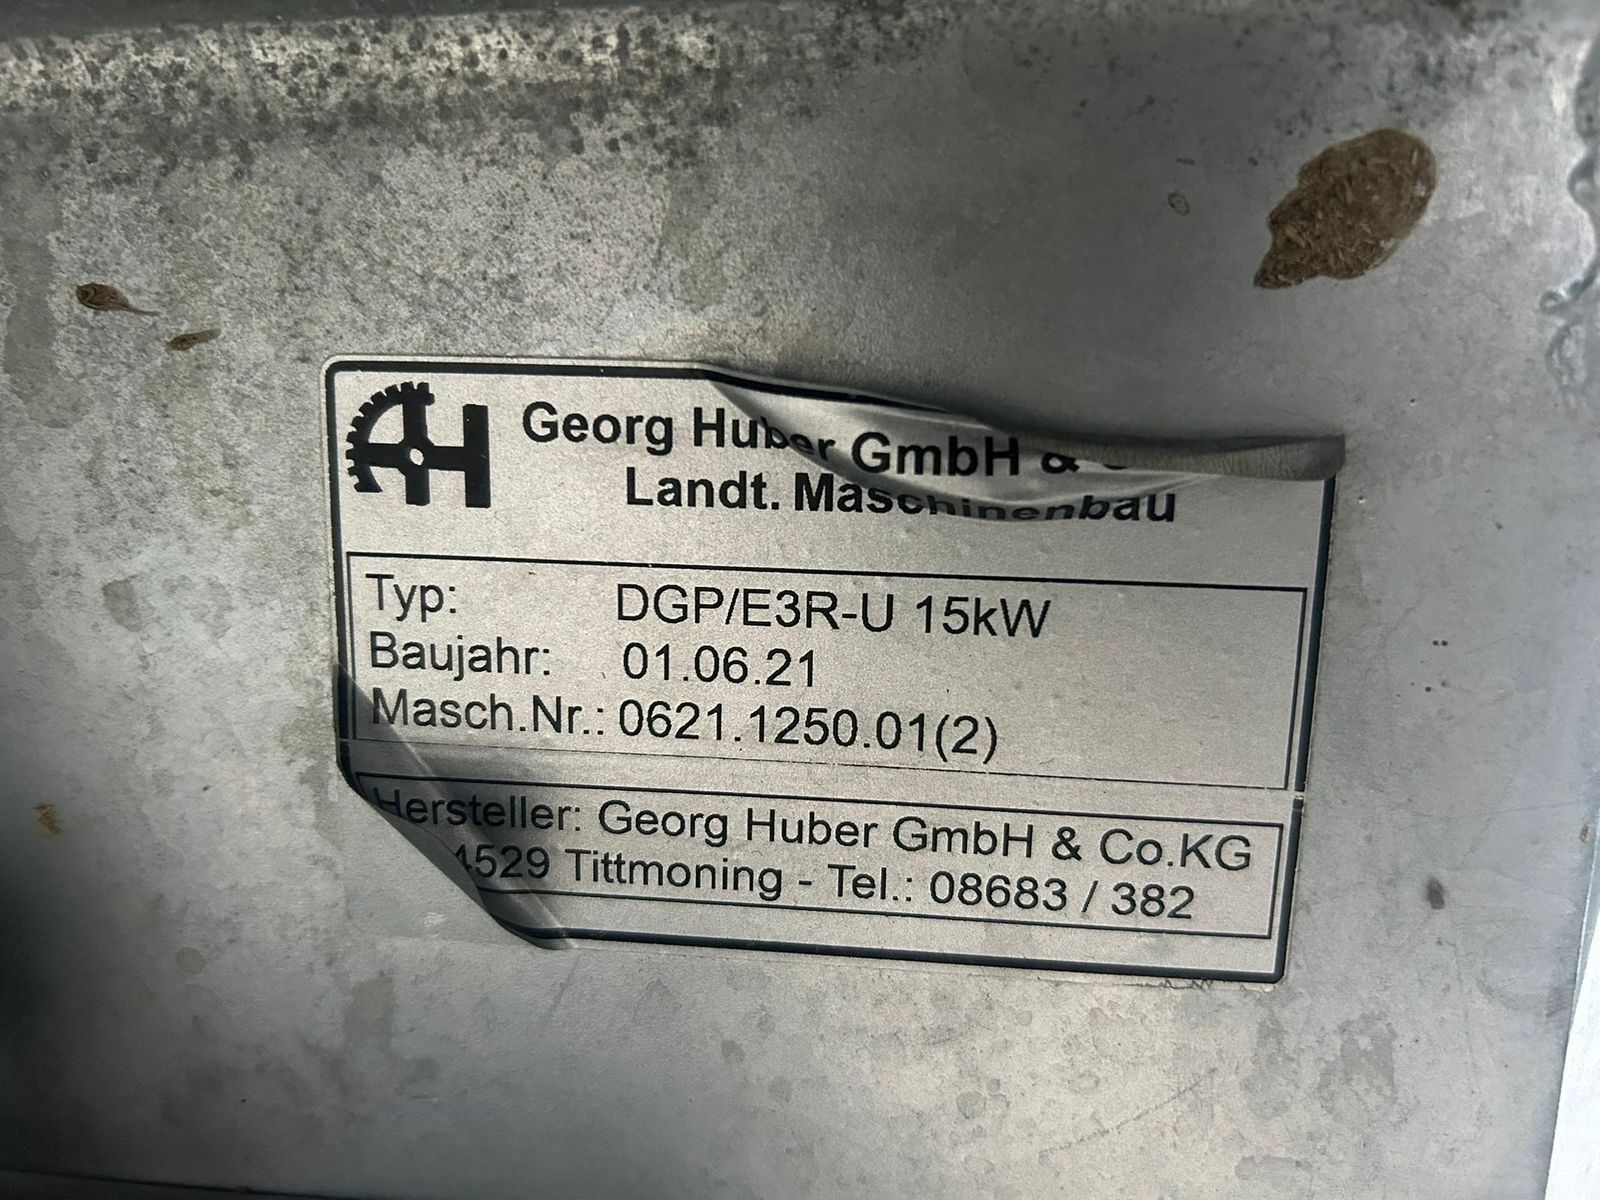 Georg Huber GmbH &
Landt. Maschinenbau
Typ: DGP/E3R-U 15kW
Baujahr: 01.06.21
Masch.Nr.: 0621.1250.01(2)
Hersteller: Georg Huber GmbH & Co.KG
4529 Tittmoning - Tel.: 08683 / 382